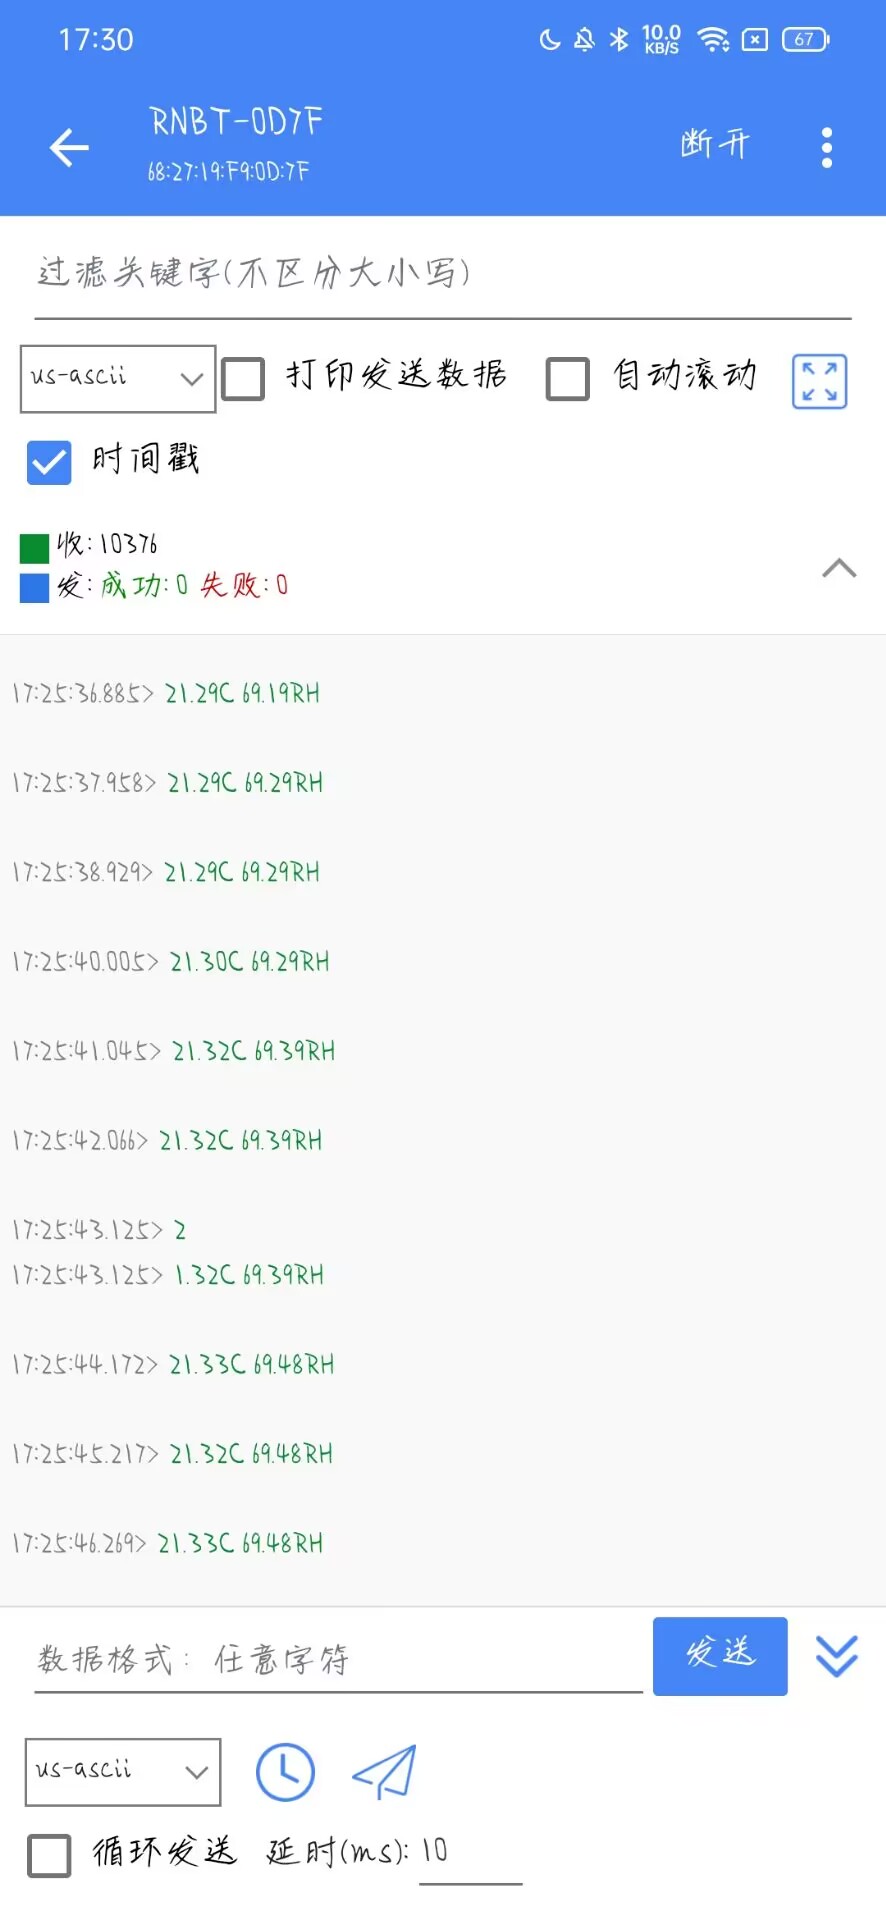 17:30 10.0 KB/S 67
RNBT-0D7F
68:27:19:F9:0D:7F
断开
过滤关键字(不区分大小写)
us-ascii 打印发送数据 自动滚动
时间戳
收:10376
发:成功:0 失败:0
17:25:36.885> 21.29C 69.19RH
17:25:37.958> 21.29C 69.29RH
17:25:38.929> 21.29C 69.29RH
17:25:40.005> 21.30C 69.29RH
17:25:41.045> 21.32C 69.39RH
17:25:42.066> 21.32C 69.39RH
17:25:43.125> 2
17:25:43.125> 1.32C 69.39RH
17:25:44.172> 21.33C 69.48RH
17:25:45.217> 21.32C 69.48RH
17:25:46.269> 21.33C 69.48RH
数据格式：任意字符 发送
us-ascii
循环发送 延时(ms): 10